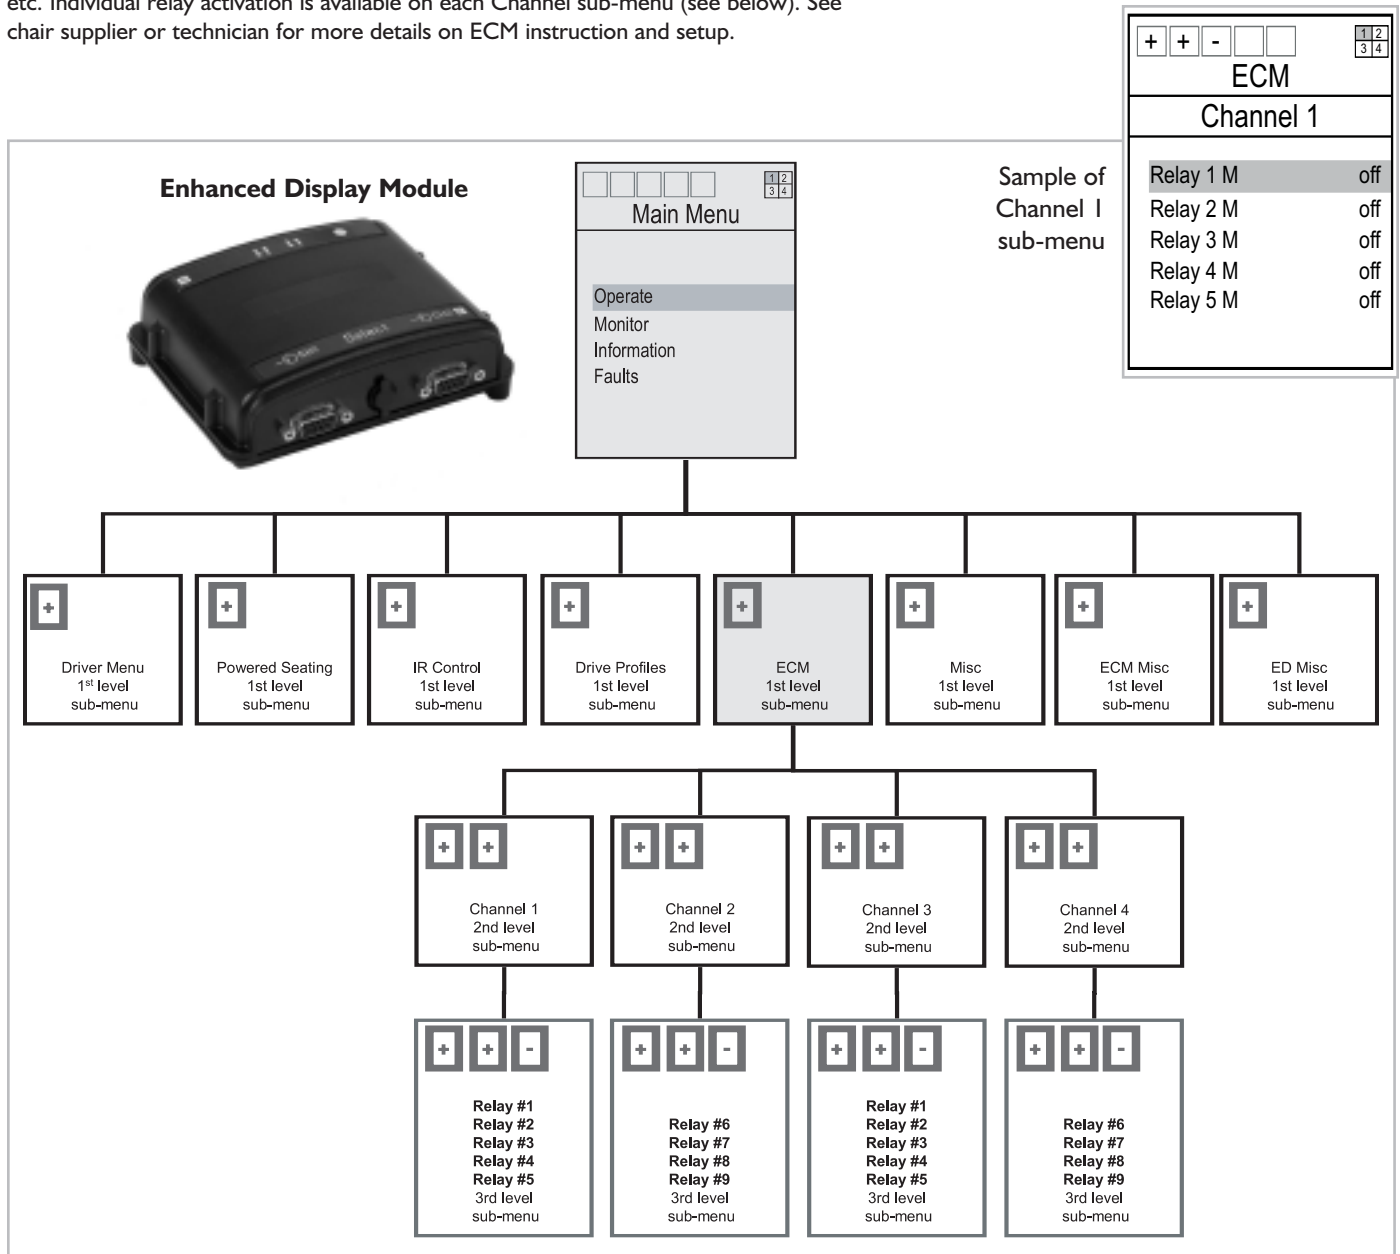 etc. Individual relay activation is available on each Channel sub-menu (see below). See
chair supplier or technician for more details on ECM instruction and setup.
+ + -
1 2
3 4
ECM
Channel 1
Relay 1 M off
Relay 2 M off
Relay 3 M off
Relay 4 M off
Relay 5 M off
Sample of
Channel 1
sub-menu
Enhanced Display Module
Select
1 2
3 4
Main Menu
Operate
Monitor
Information
Faults
+
Driver Menu
1st level
sub-menu
+
Powered Seating
1st level
sub-menu
+
IR Control
1st level
sub-menu
+
Drive Profiles
1st level
sub-menu
+
ECM
1st level
sub-menu
+
Misc
1st level
sub-menu
+
ECM Misc
1st level
sub-menu
+
ED Misc
1st level
sub-menu
+ +
Channel 1
2nd level
sub-menu
+ +
Channel 2
2nd level
sub-menu
+ +
Channel 3
2nd level
sub-menu
+ +
Channel 4
2nd level
sub-menu
+ + -
Relay #1
Relay #2
Relay #3
Relay #4
Relay #5
3rd level
sub-menu
+ + -
Relay #6
Relay #7
Relay #8
Relay #9
3rd level
sub-menu
+ + -
Relay #1
Relay #2
Relay #3
Relay #4
Relay #5
3rd level
sub-menu
+ + -
Relay #6
Relay #7
Relay #8
Relay #9
3rd level
sub-menu